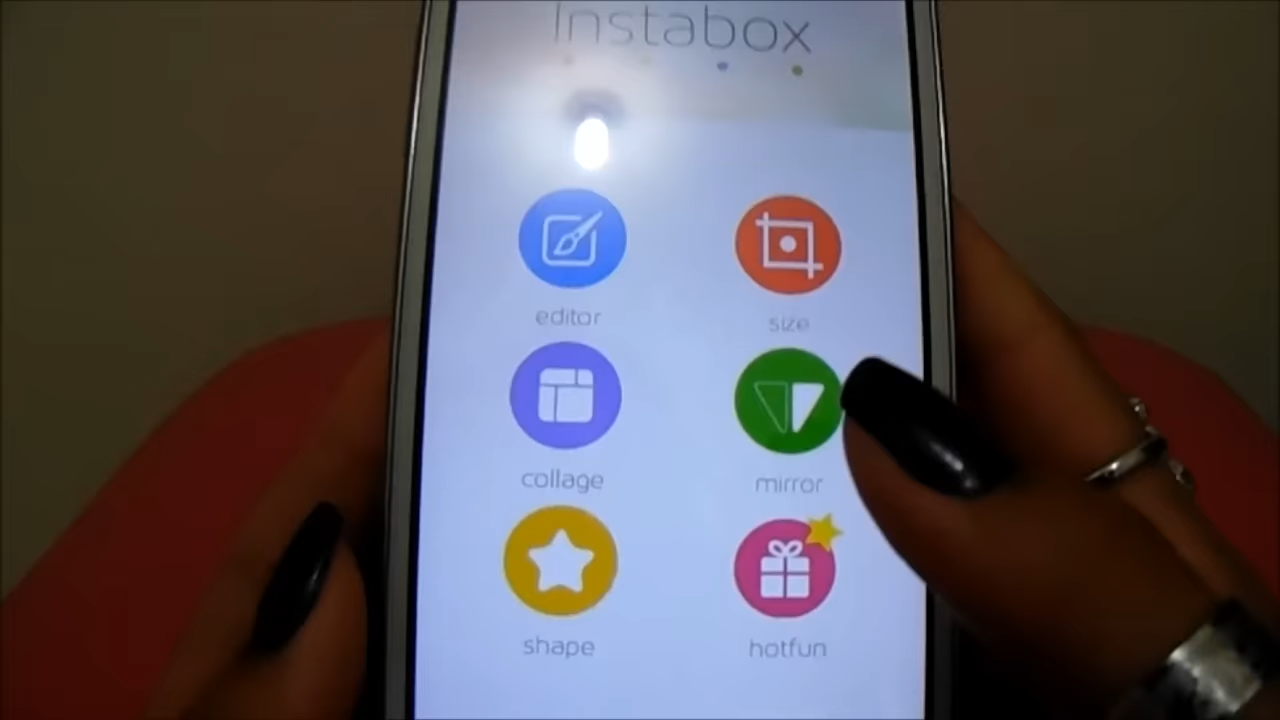 Instabox
editor
size
collage
mirror
shape
hotfun